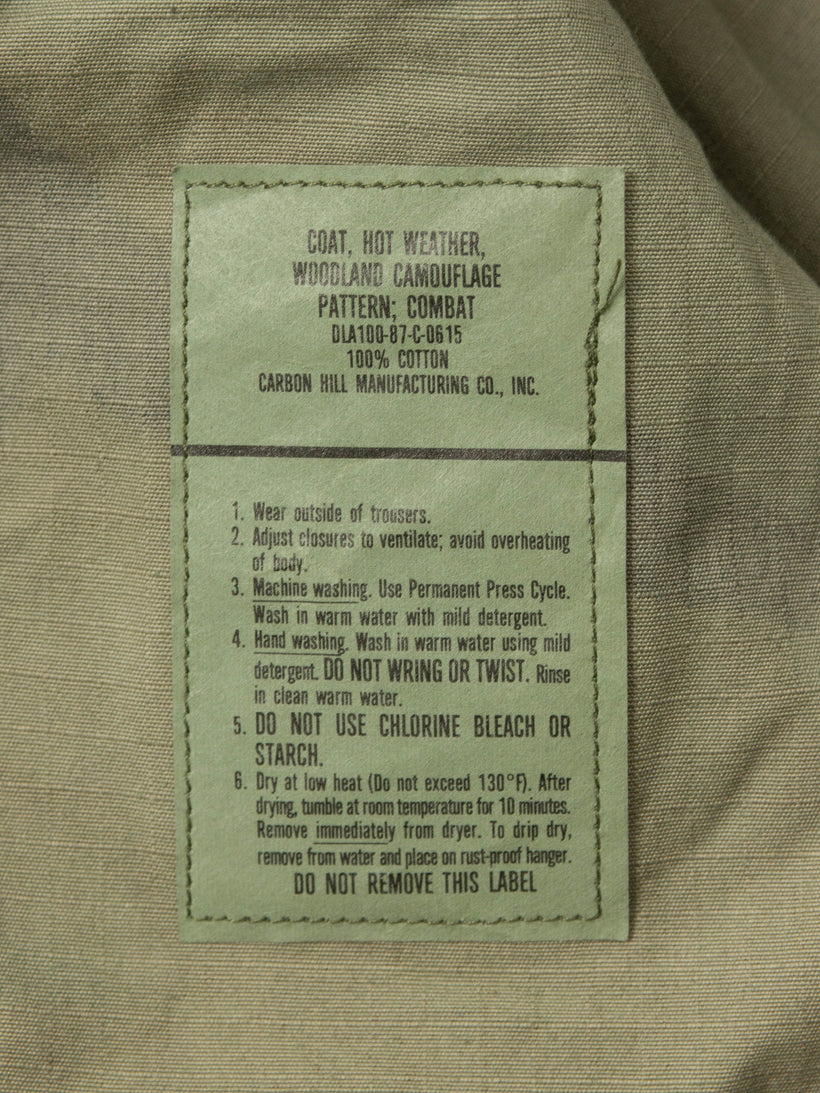 COAT, HOT WEATHER,
WOODLAND CAMOUFLAGE
PATTERN; COMBAT
DLA100-87-C-0615
100% COTTON
CARBON HILL MANUFACTURING CO., INC.
1. Wear outside of trousers.
2. Adjust closures to ventilate; avoid overheating
of body.
3. Machine washing. Use Permanent Press Cycle.
Wash in warm water with mild detergent.
4. Hand washing. Wash in warm water using mild
detergent. DO NOT WRING OR TWIST. Rinse
in clean warm water.
5. DO NOT USE CHLORINE BLEACH OR
STARCH.
6. Dry at low heat (Do not exceed 130°F). After
drying, tumble at room temperature for 10 minutes.
Remove immediately from dryer. To drip dry,
remove from water and place on rust-proof hanger.
DO NOT REMOVE THIS LABEL